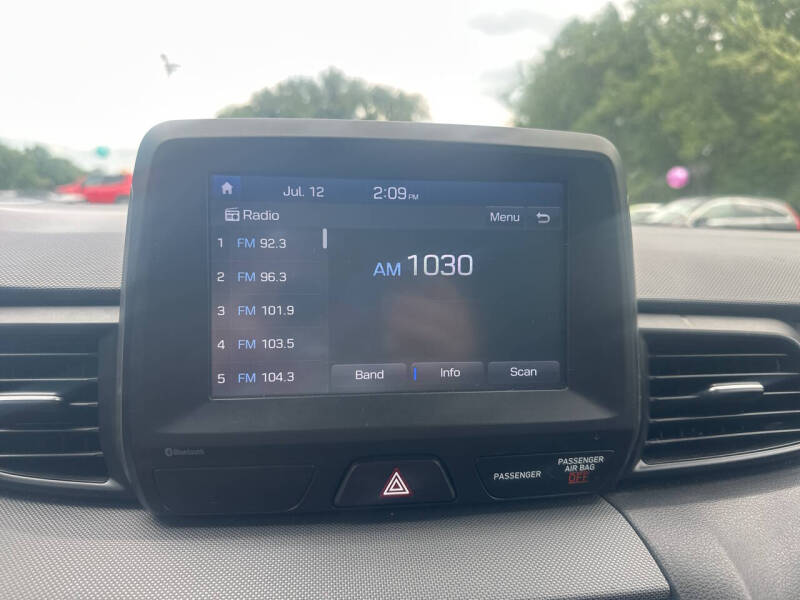 Jul. 12 2:09 PM
Radio
Menu
1 FM 92.3
2 FM 96.3
3 FM 101.9
4 FM 103.5
5 FM 104.3
AM 1030
Band Info Scan
Bluetooth
PASSENGER
PASSENGER
AIR BAG
OFF